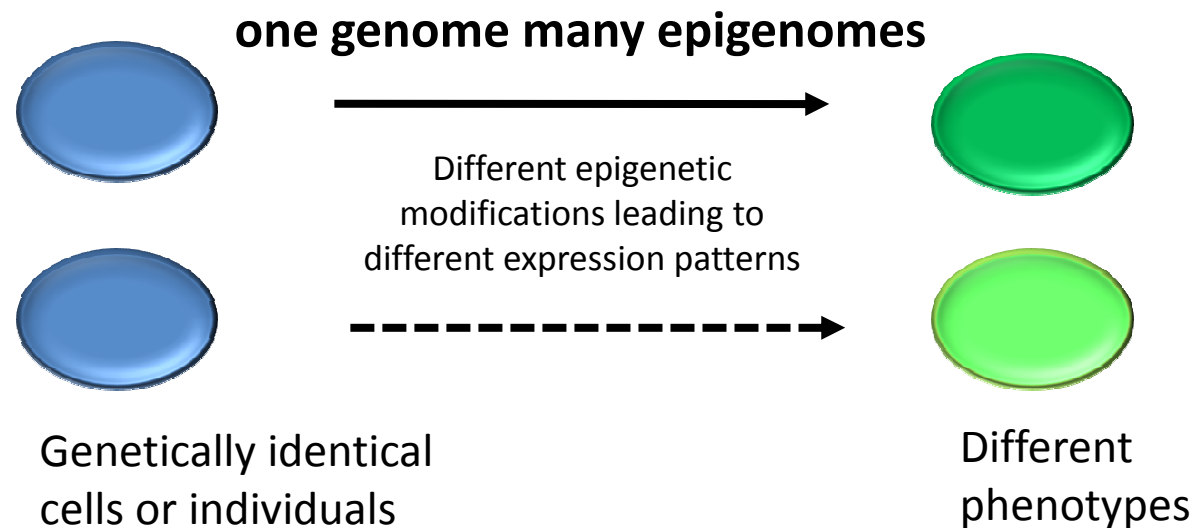 one genome many epigenomes
Different epigenetic
modifications leading to
different expression patterns
Genetically identical
cells or individuals
Different
phenotypes